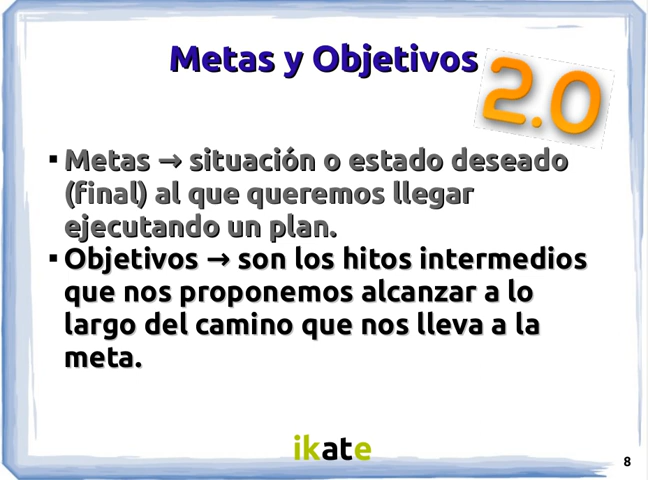 Metas y Objetivos
2.0
▪ Metas → situación o estado deseado
(final) al que queremos llegar
ejecutando un plan.
▪ Objetivos → son los hitos intermedios
que nos proponemos alcanzar a lo
largo del camino que nos lleva a la
meta.
ikate
8